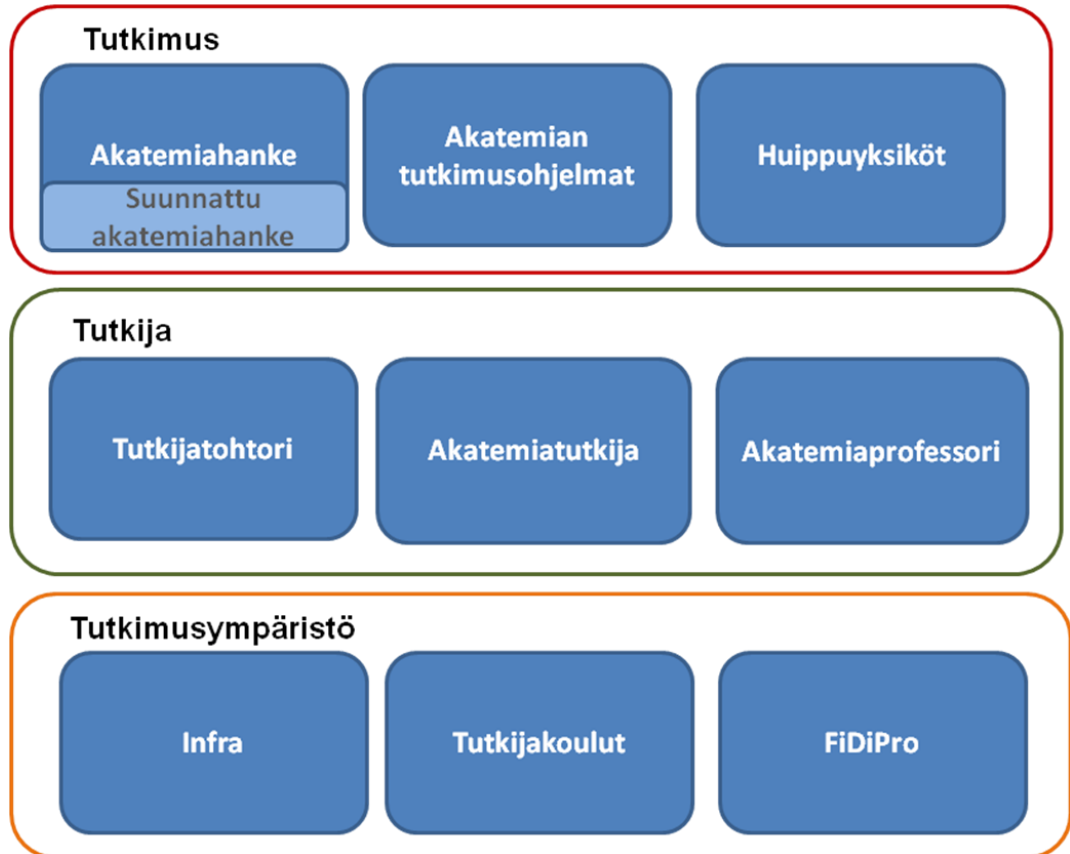 Tutkimus
Akatemiahanke
Suunnattu
akatemiahanke
Akatemian
tutkimusohjelmat
Huippuyksiköt
Tutkija
Tutkijatohtori
Akatemiatutkija
Akatemiaprofessori
Tutkimusympäristö
Infra
Tutkijakoulut
FiDiPro